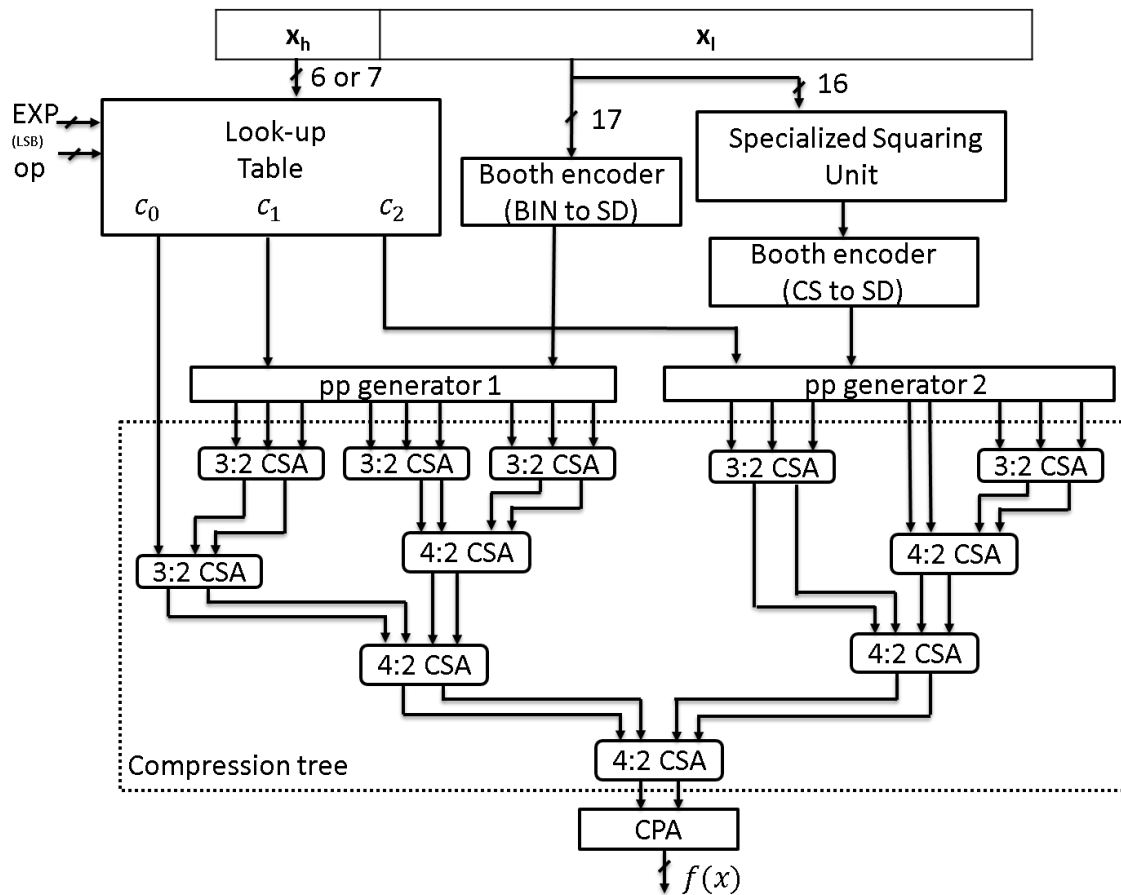 x_h x_l
6 or 7
16
17
EXP
(LSB)
op
Look-up
Table
c_0 c_1 c_2
Booth encoder
(BIN to SD)
Specialized Squaring
Unit
Booth encoder
(CS to SD)
pp generator 1
pp generator 2
3:2 CSA 3:2 CSA 3:2 CSA 3:2 CSA 3:2 CSA
4:2 CSA 4:2 CSA
3:2 CSA
4:2 CSA 4:2 CSA
4:2 CSA
Compression tree
CPA
f(x)